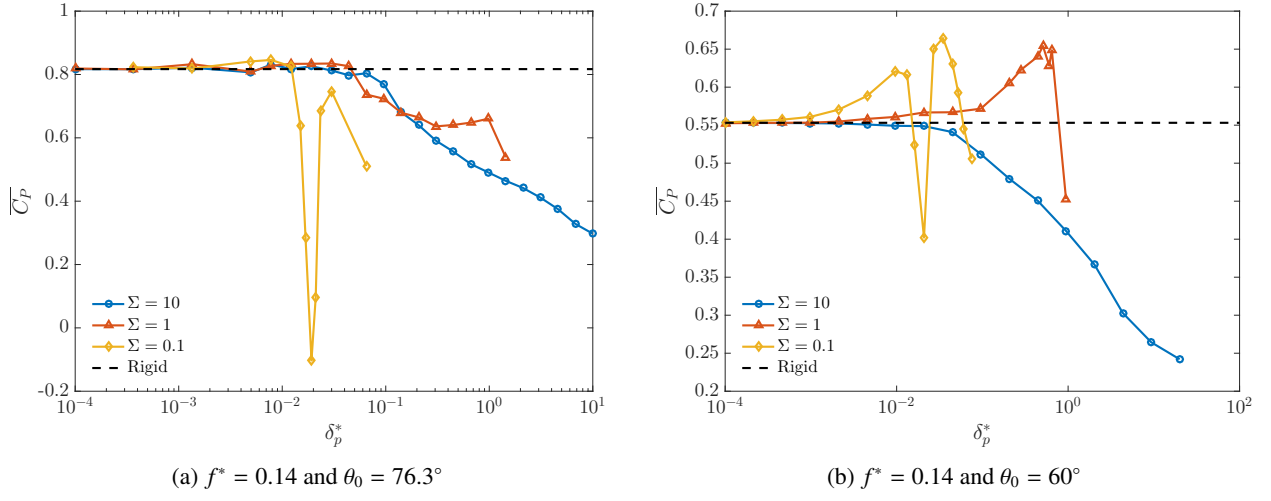 1
0.8
0.6
0.4
0.2
0
-0.2
C_P
Σ = 10
Σ = 1
Σ = 0.1
Rigid
10^-4 10^-3 10^-2 10^-1 10^0 10^1
δ_p^*
(a) f* = 0.14 and θ_0 = 76.3°
0.7
0.65
0.6
0.55
0.5
0.45
0.4
0.35
0.3
0.25
0.2
C_P
Σ = 10
Σ = 1
Σ = 0.1
Rigid
10^-4 10^-2 10^0 10^2
δ_p^*
(b) f* = 0.14 and θ_0 = 60°